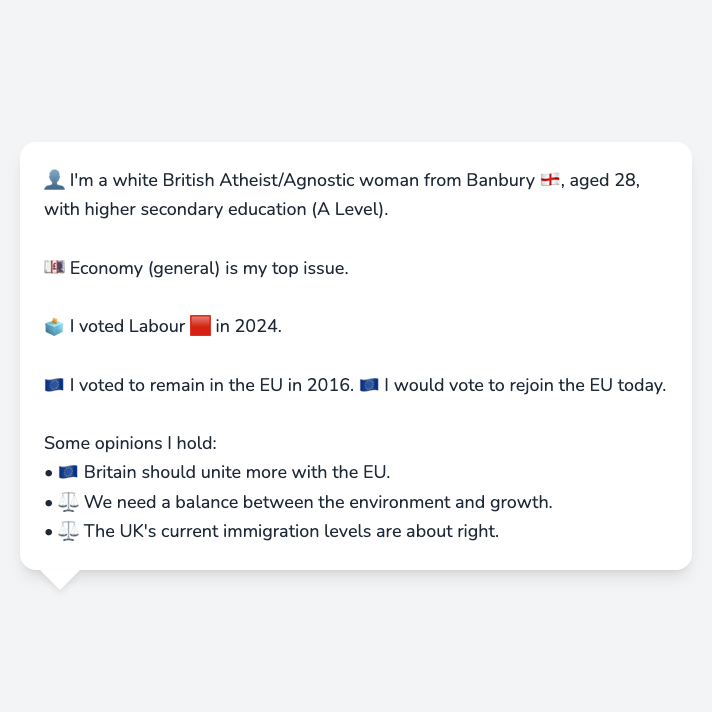 👤 I'm a white British Atheist/Agnostic woman from Banbury 🏴󠁧󠁢󠁥󠁮󠁧󠁿, aged 28,
with higher secondary education (A Level).
💷 Economy (general) is my top issue.
🗳️ I voted Labour 🟥 in 2024.
🇪🇺 I voted to remain in the EU in 2016. 🇪🇺 I would vote to rejoin the EU today.
Some opinions I hold:
• 🇪🇺 Britain should unite more with the EU.
• ⚖️ We need a balance between the environment and growth.
• ⚖️ The UK's current immigration levels are about right.